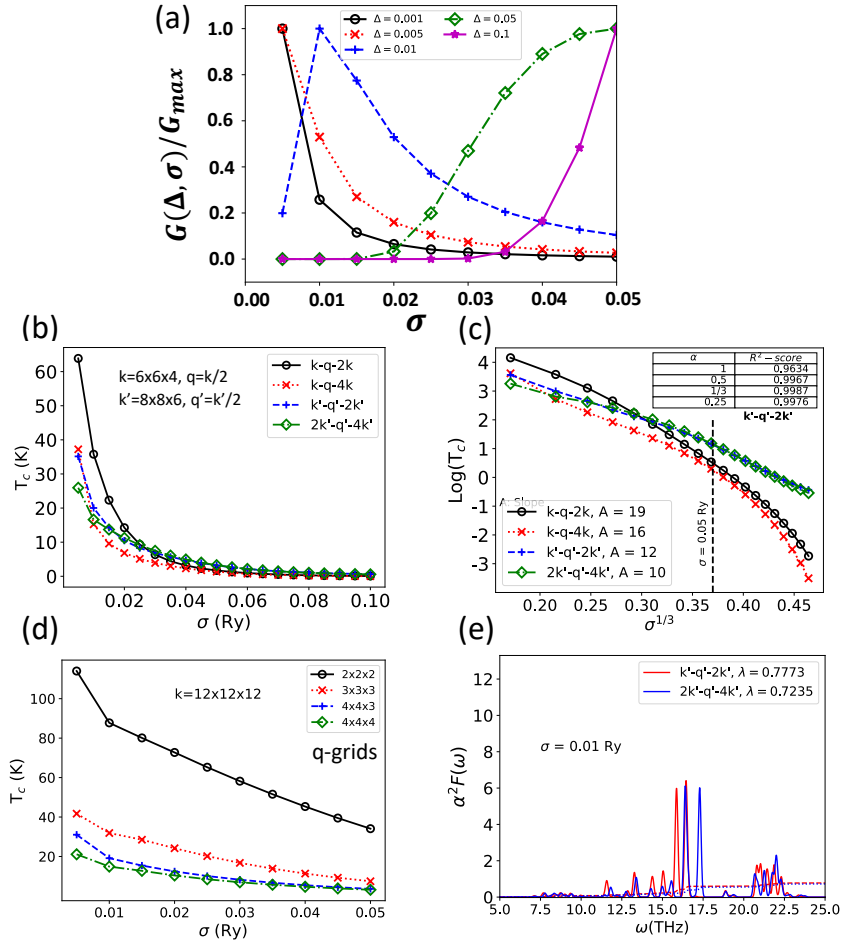 (a)
Δ = 0.001
Δ = 0.005
Δ = 0.01
Δ = 0.05
Δ = 0.1
G(Δ, σ)/G_max
1.0
0.8
0.6
0.4
0.2
0.0
0.00 0.01 0.02 0.03 0.04 0.05
σ
(b)
T_c (K)
60
50
40
30
20
10
0
k=6x6x4, q=k/2
k'=8x8x6, q'=k'/2
k-q-2k
k-q-4k
k'-q'-2k'
2k'-q'-4k'
0.02 0.04 0.06 0.08 0.10
σ (Ry)
(c)
Log(T_c)
4
3
2
1
0
-1
-2
-3
α R² − score
1 0.9634
0.5 0.9967
1/3 0.9987
0.25 0.9976
k'-q'-2k'
A: Slope
k-q-2k, A = 19
k-q-4k, A = 16
k'-q'-2k', A = 12
2k'-q'-4k', A = 10
σ = 0.05 Ry
0.20 0.25 0.30 0.35 0.40 0.45
σ^{1/3}
(d)
T_c (K)
100
80
60
40
20
k=12x12x12
2x2x2
3x3x3
4x4x3
4x4x4
q-grids
0.01 0.02 0.03 0.04 0.05
σ (Ry)
(e)
α²F(ω)
12
10
8
6
4
2
0
k'-q'-2k', λ = 0.7773
2k'-q'-4k', λ = 0.7235
σ = 0.01 Ry
5.0 7.5 10.0 12.5 15.0 17.5 20.0 22.5 25.0
ω(THz)